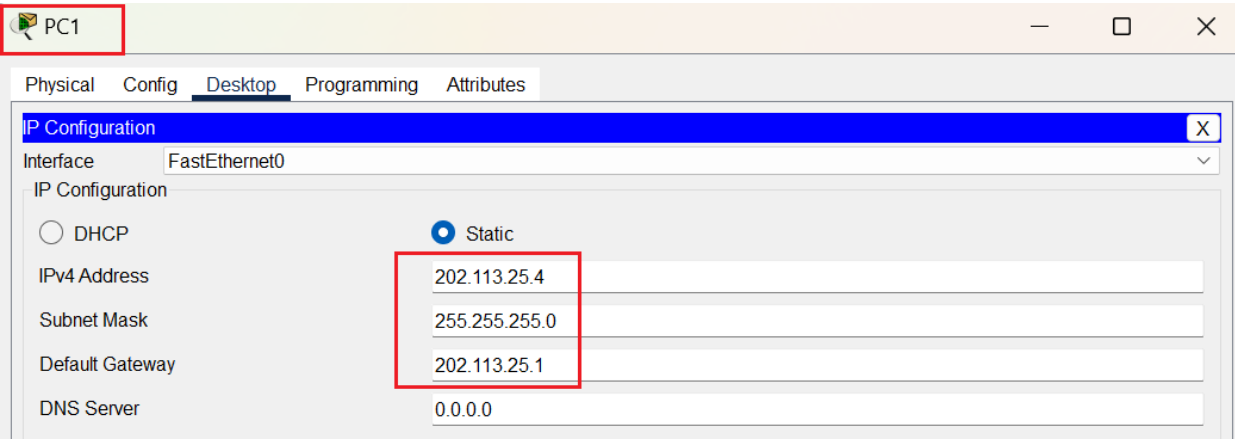 PC1
Physical Config Desktop Programming Attributes
IP Configuration X
Interface FastEthernet0
IP Configuration
DHCP Static
IPv4 Address 202.113.25.4
Subnet Mask 255.255.255.0
Default Gateway 202.113.25.1
DNS Server 0.0.0.0